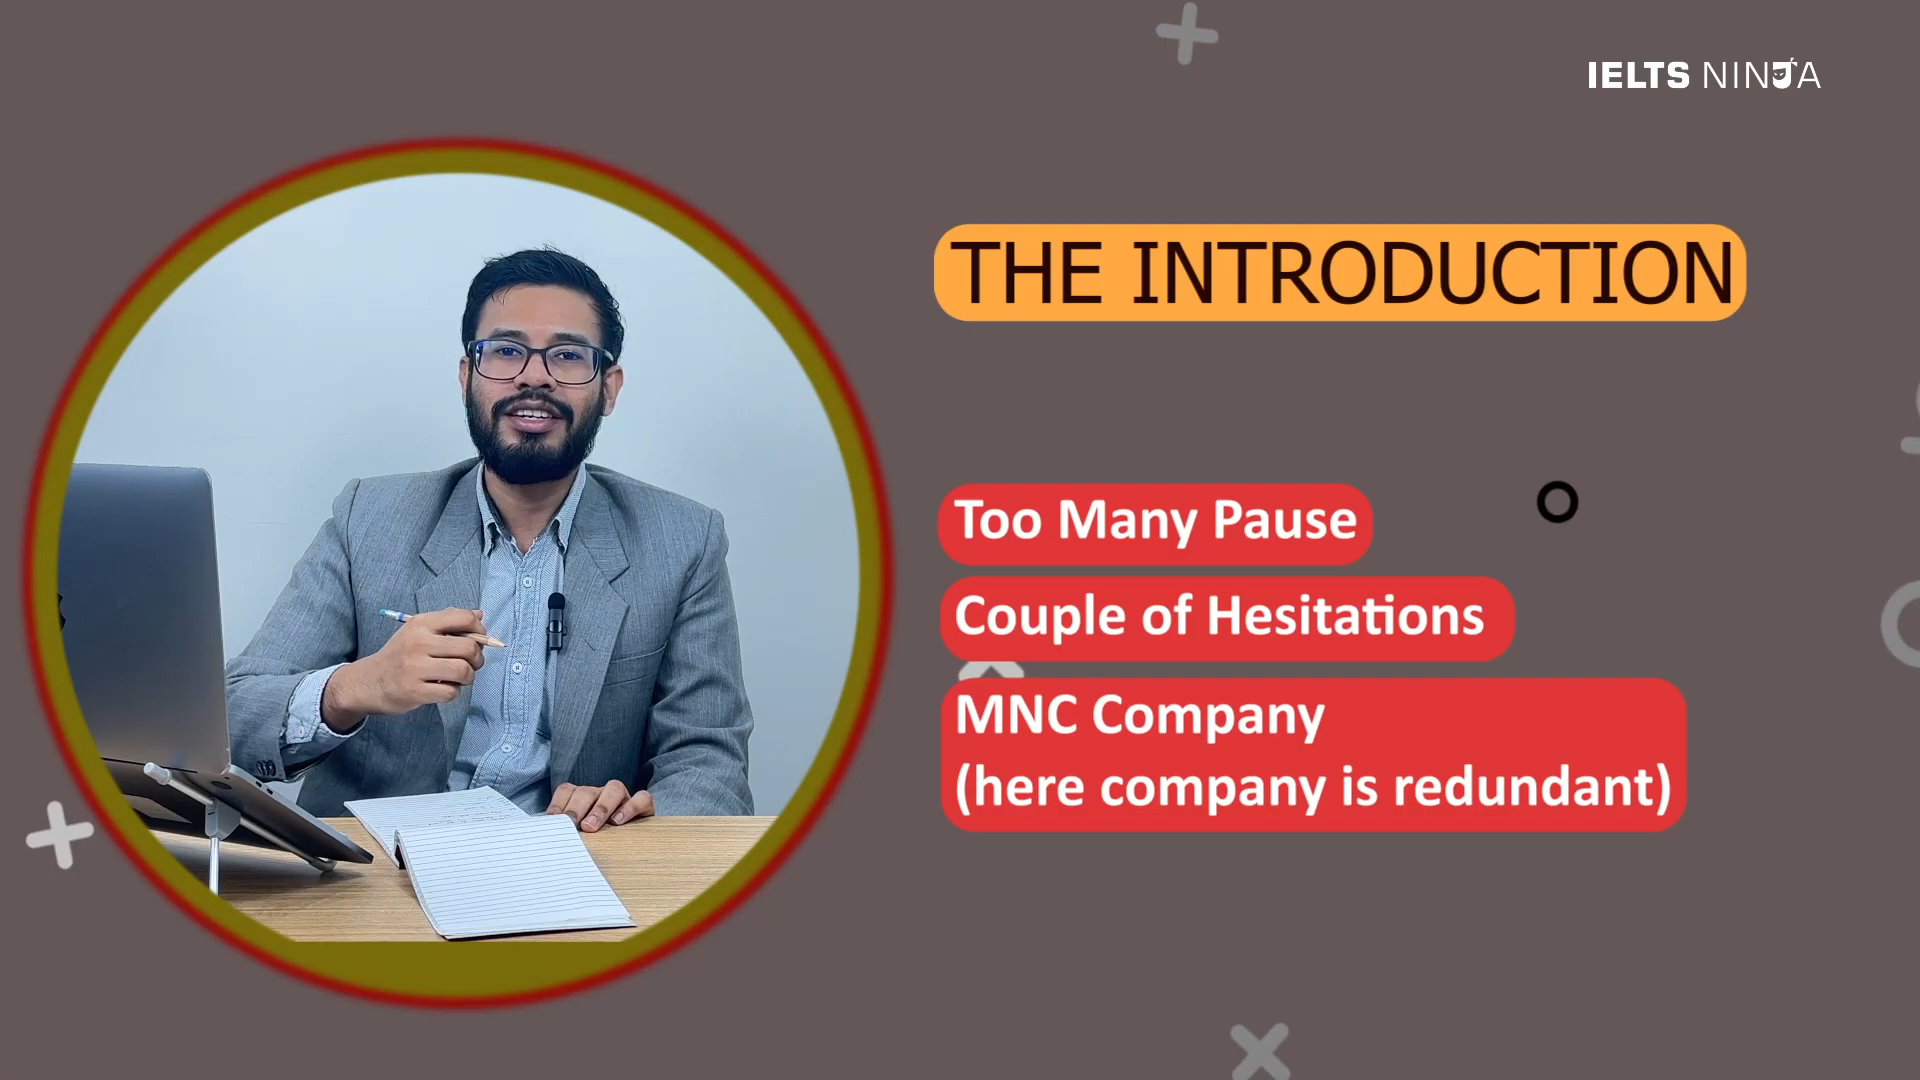 IELTS NINJA
THE INTRODUCTION
Too Many Pause
Couple of Hesitations
MNC Company
(here company is redundant)